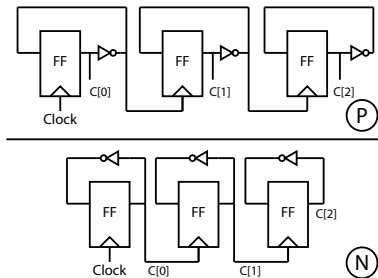 FF FF FF
C[0] C[1] C[2]
Clock
P
FF FF FF
C[2]
Clock C[0] C[1]
N